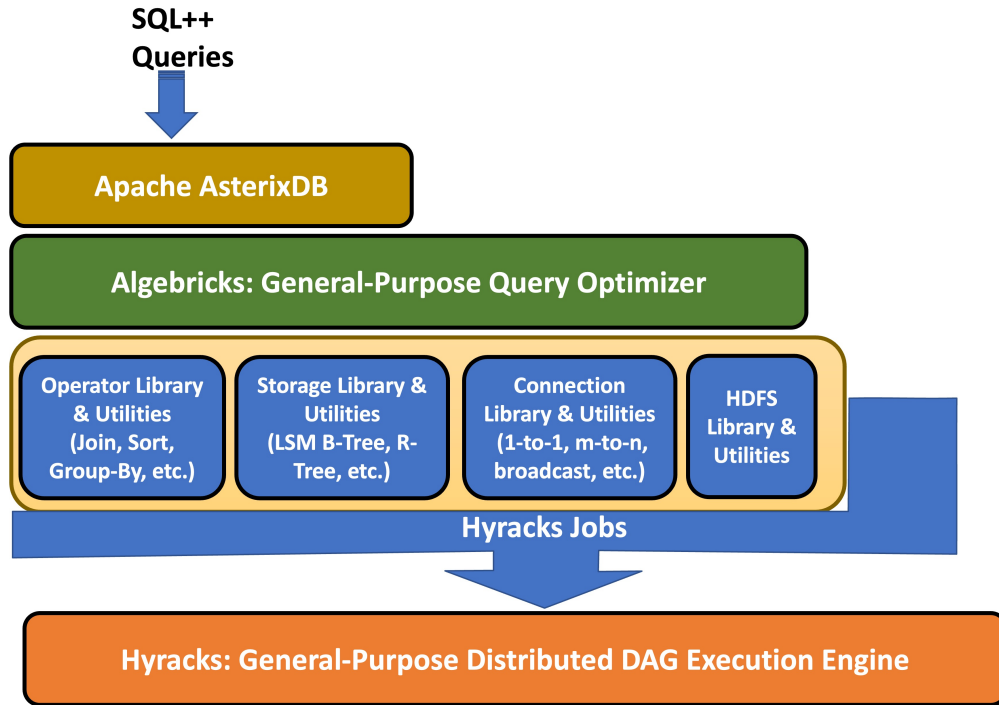 SQL++
Queries
Apache AsterixDB
Algebricks: General-Purpose Query Optimizer
Operator Library
& Utilities
(Join, Sort,
Group-By, etc.)
Storage Library &
Utilities
(LSM B-Tree, R-
Tree, etc.)
Connection
Library & Utilities
(1-to-1, m-to-n,
broadcast, etc.)
HDFS
Library &
Utilities
Hyracks Jobs
Hyracks: General-Purpose Distributed DAG Execution Engine